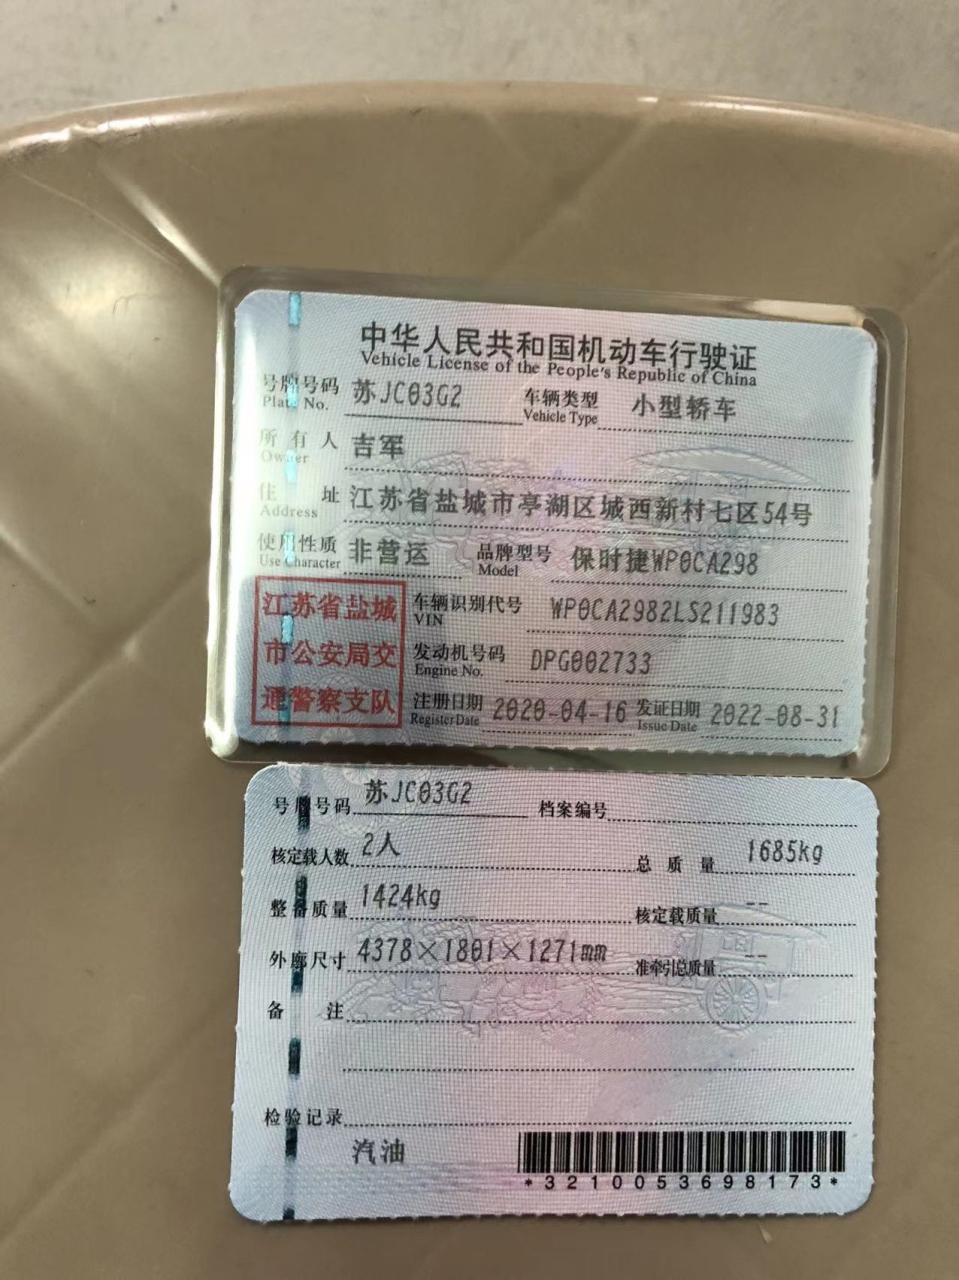 中华人民共和国机动车行驶证
Vehicle License of the People's Republic of China
号牌号码 苏JC03G2 车辆类型 小型轿车
Plate No. Vehicle Type
所有人 吉军
Owner
住址 江苏省盐城市亭湖区城西新村七区54号
Address
使用性质 非营运 品牌型号 保时捷WP0CA298
Use Character Model
江苏省盐城 车辆识别代号 WP0CA2982LS211983
VIN
市公安局交 发动机号码 DPG002733
Engine No.
通警察支队 注册日期 2020-04-16 发证日期 2022-08-31
Register Date Issue Date
号牌号码 苏JC03G2 档案编号
核定载人数 2人 总质量 1685kg
整备质量 1424kg 核定载质量 --
外廓尺寸 4378×1801×1271mm 准牵引总质量 --
备注
检验记录
汽油
*3210053698173*